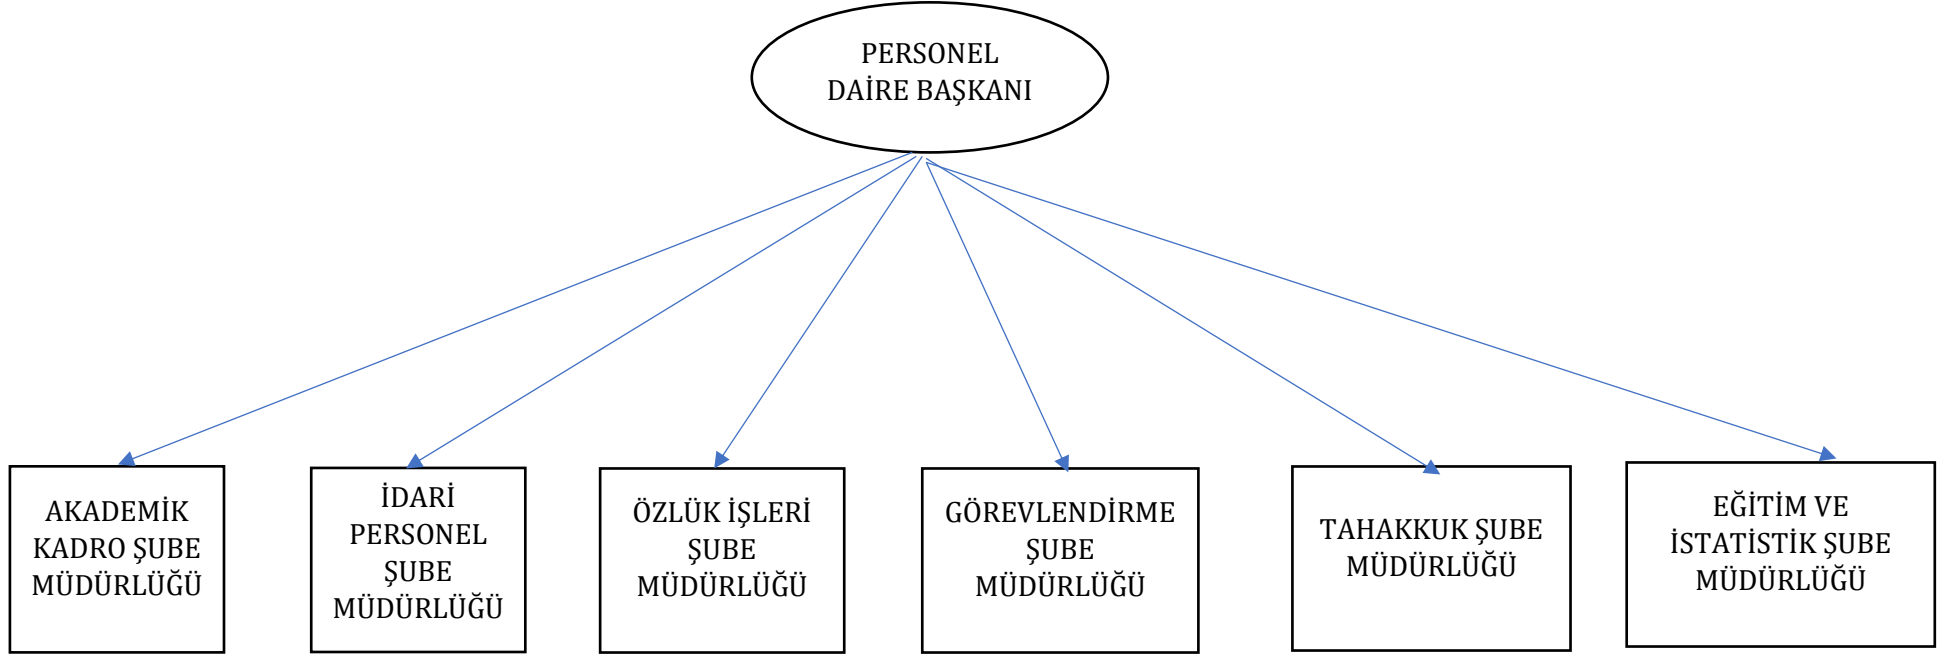 PERSONEL
DAİRE BAŞKANI
AKADEMİK
KADRO ŞUBE
MÜDÜRLÜĞÜ
İDARİ
PERSONEL
ŞUBE
MÜDÜRLÜĞÜ
ÖZLÜK İŞLERİ
ŞUBE
MÜDÜRLÜĞÜ
GÖREVLENDİRME
ŞUBE
MÜDÜRLÜĞÜ
TAHAKKUK ŞUBE
MÜDÜRLÜĞÜ
EĞİTİM VE
İSTATİSTİK ŞUBE
MÜDÜRLÜĞÜ